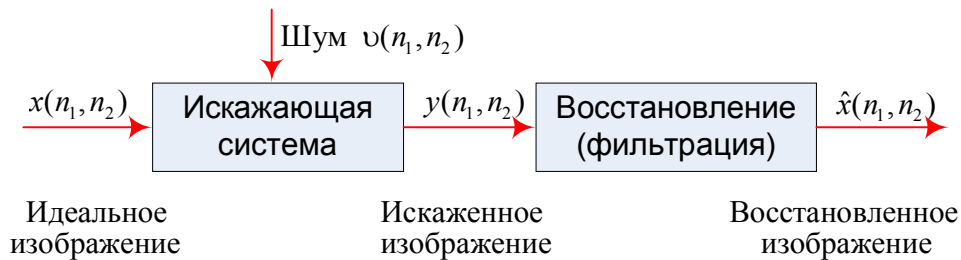 Шум υ(n₁,n₂)
x(n₁,n₂)
Искажающая
система
y(n₁,n₂)
Восстановление
(фильтрация)
x̂(n₁,n₂)
Идеальное
изображение
Искаженное
изображение
Восстановленное
изображение